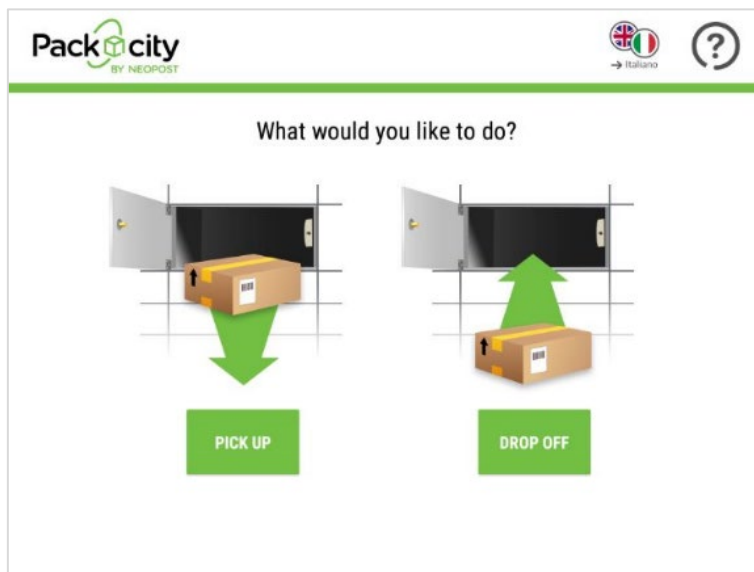 Pack city
BY NEOPOST
→ Italiano
?
What would you like to do?
PICK UP
DROP OFF